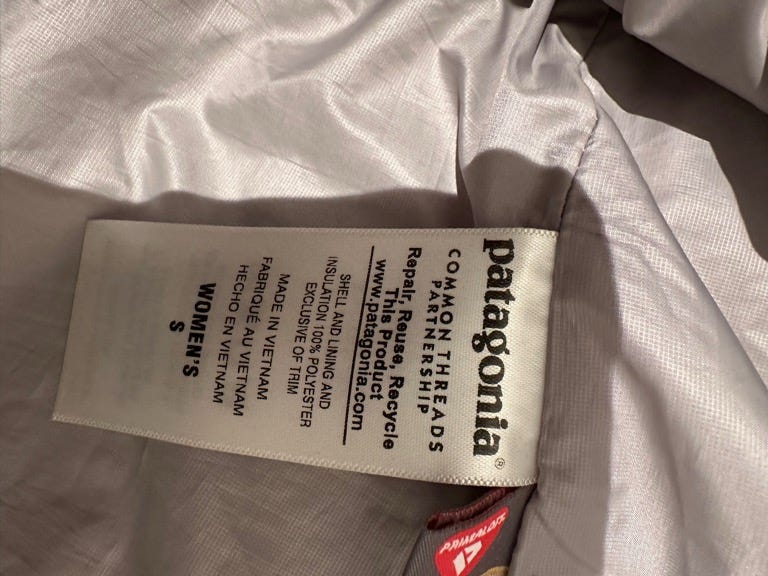 patagonia®
COMMON THREADS
PARTNERSHIP
Repair, Reuse, Recycle
This Product
www.patagonia.com
SHELL AND LINING AND
INSULATION 100% POLYESTER
EXCLUSIVE OF TRIM
MADE IN VIETNAM
FABRIQUÉ AU VIETNAM
HECHO EN VIETNAM
WOMEN'S
S
PRIMALOFT